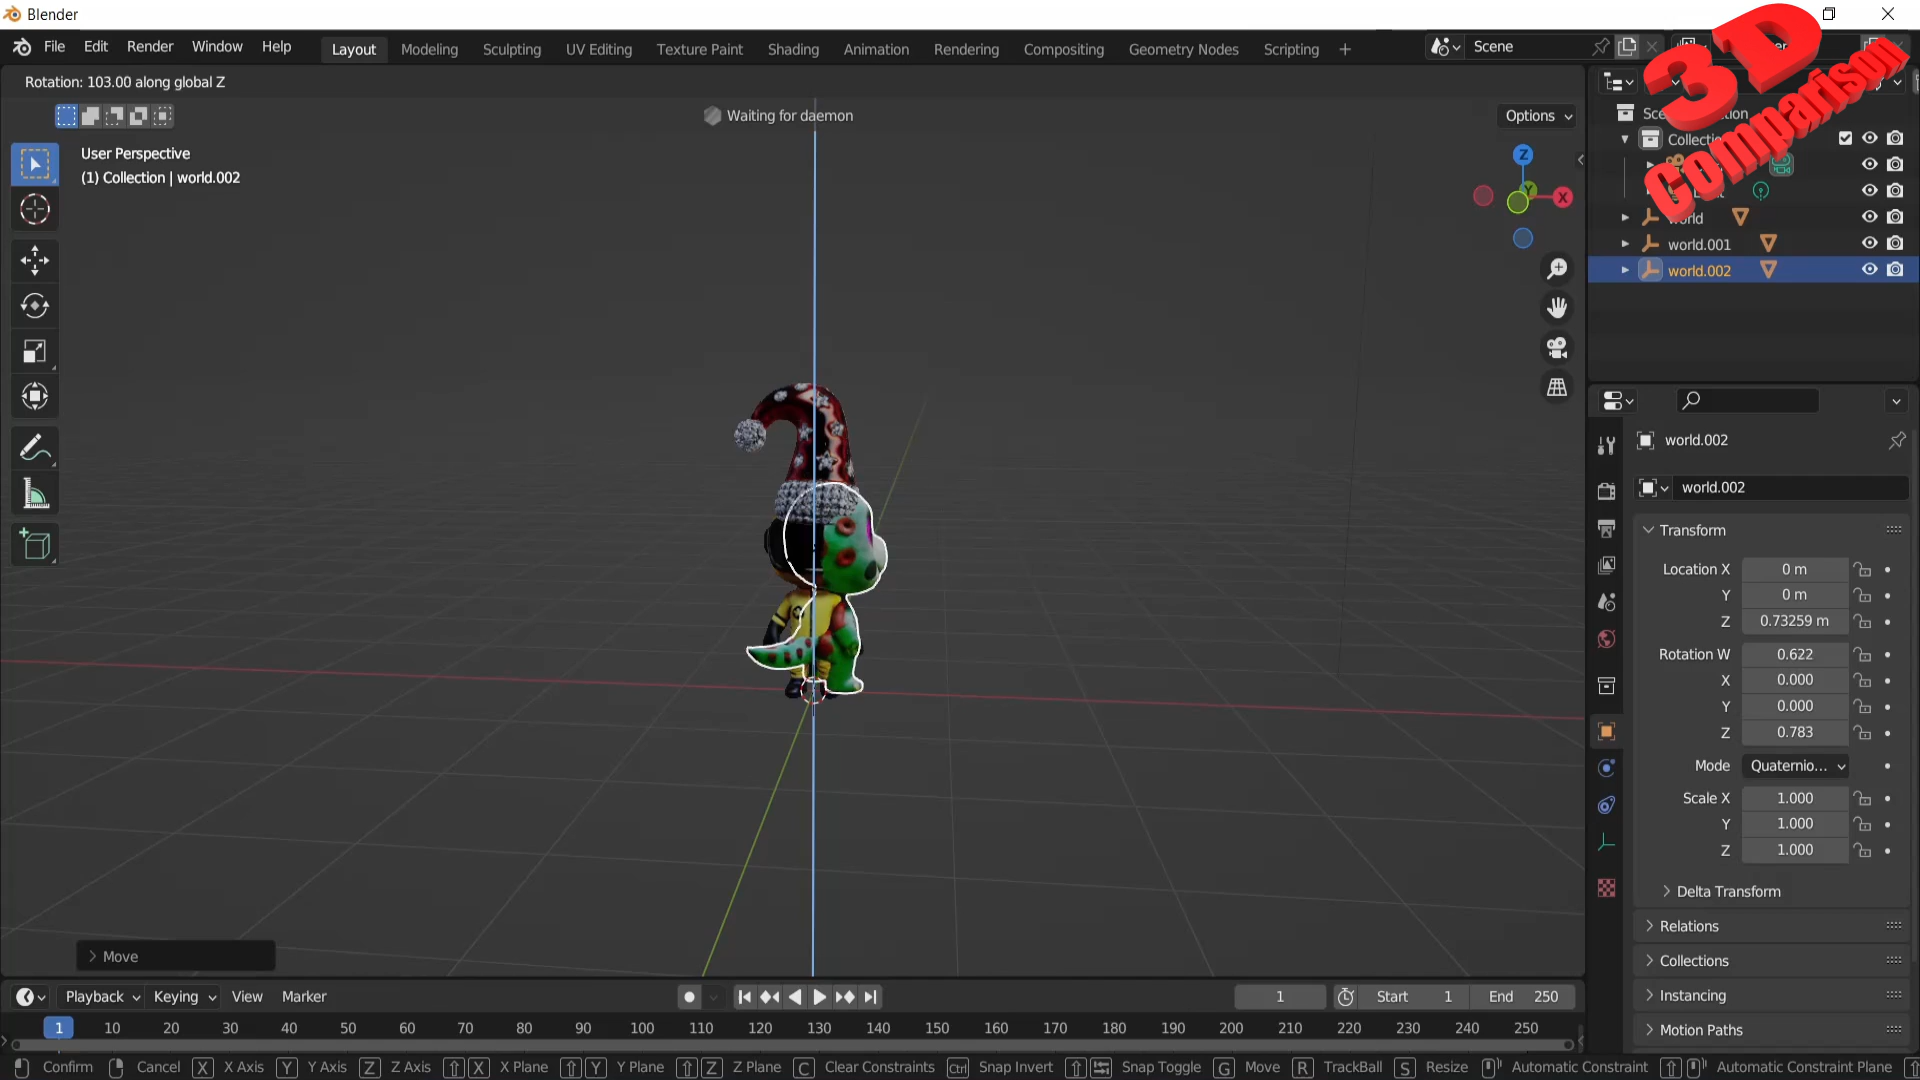 Blender
File Edit Render Window Help Layout Modeling Sculpting UV Editing Texture Paint Shading Animation Rendering Compositing Geometry Nodes Scripting + Scene
3D
Comparison
Rotation: 103.00 along global Z
Waiting for daemon
Options
User Perspective
(1) Collection | world.002
Z
Y
X
world
world.001
world.002
world.002
world.002
Transform
Location X 0 m
Y 0 m
Z 0.73259 m
Rotation W 0.622
X 0.000
Y 0.000
Z 0.783
Mode Quaternio...
Scale X 1.000
Y 1.000
Z 1.000
Delta Transform
Relations
Collections
Instancing
Motion Paths
Move
Playback Keying View Marker 1 Start 1 End 250
1 10 20 30 40 50 60 70 80 90 100 110 120 130 140 150 160 170 180 190 200 210 220 230 240 250
Confirm Cancel X X Axis Y Y Axis Z Z Axis X X Plane Y Y Plane Z Z Plane C Clear Constraints Ctrl Snap Invert Snap Toggle G Move R TrackBall S Resize Automatic Constraint Automatic Constraint Plane